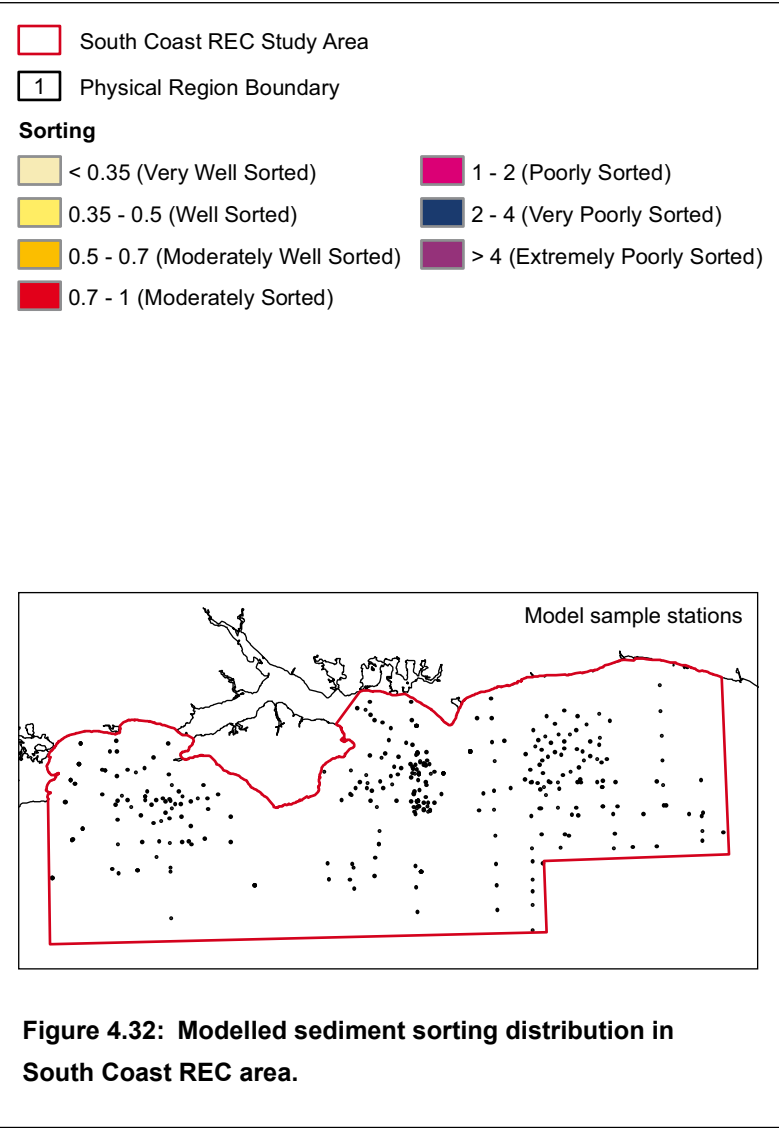 South Coast REC Study Area
1 Physical Region Boundary
Sorting
< 0.35 (Very Well Sorted)
0.35 - 0.5 (Well Sorted)
0.5 - 0.7 (Moderately Well Sorted)
0.7 - 1 (Moderately Sorted)
1 - 2 (Poorly Sorted)
2 - 4 (Very Poorly Sorted)
> 4 (Extremely Poorly Sorted)
Model sample stations
Figure 4.32: Modelled sediment sorting distribution in
South Coast REC area.